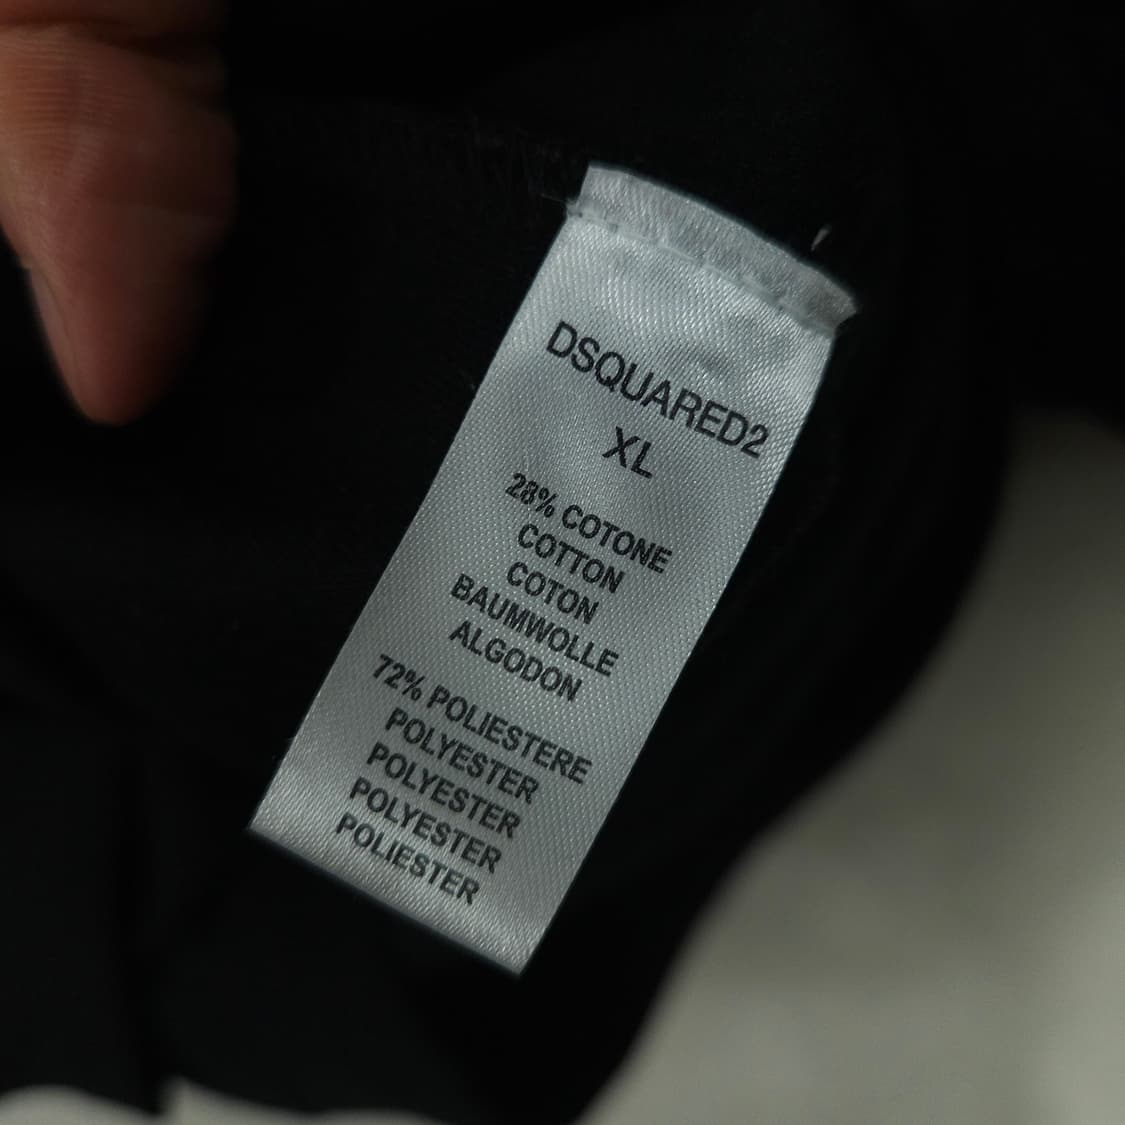 DSQUARED2
XL
28% COTONE
COTTON
COTON
BAUMWOLLE
ALGODON
72% POLIESTERE
POLYESTER
POLYESTER
POLYESTER
POLIESTER